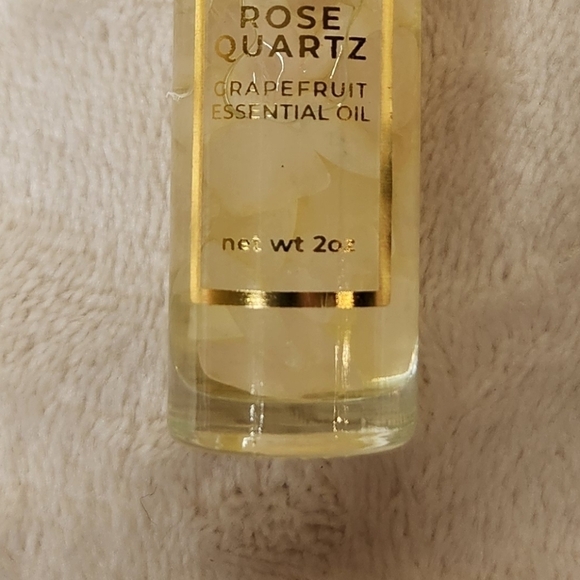 ROSE
QUARTZ
GRAPEFRUIT
ESSENTIAL OIL
net wt 2oz